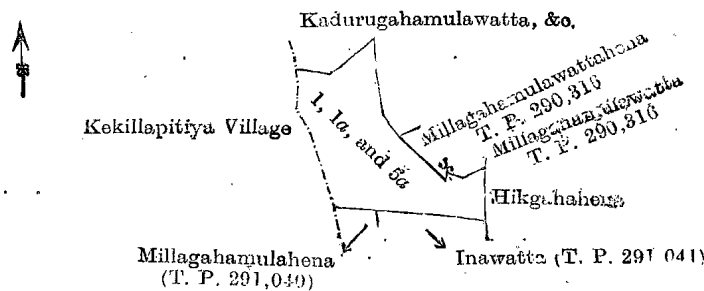 Kadurugahamulawatta, &c.
Millagahamulawattahena
T. P. 290,316
Millagahamulawatta
T. P. 290,316
Kekillapitiya Village
1, 1a, and 5a
Hikgahahena
Millagahamulahena
(T. P. 291,040)
Inawatta (T. P. 291,041)